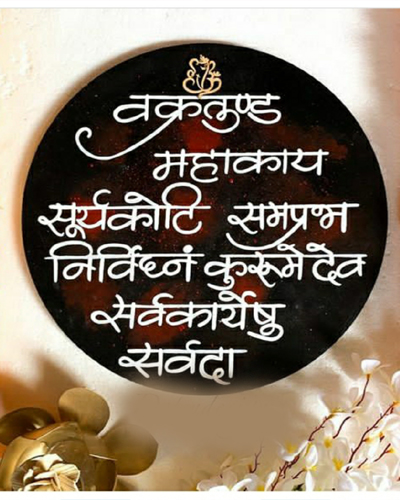 वक्रतुण्ड
महाकाय
सूर्यकोटि समप्रभ
निर्विघ्नं कुरूमे देव
सर्वकार्येषु
सर्वदा